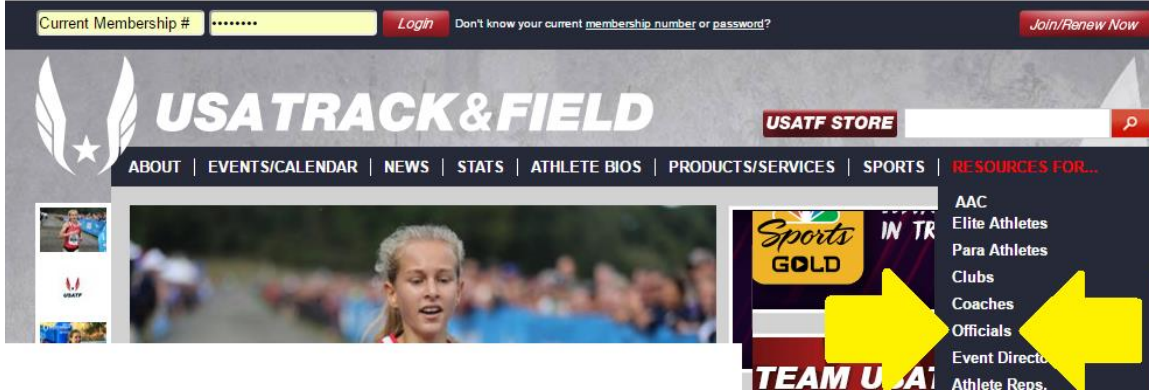 Current Membership # •••••••• Login Don't know your current membership number or password? Join/Renew Now
USATRACK&FIELD
USATF STORE
ABOUT | EVENTS/CALENDAR | NEWS | STATS | ATHLETE BIOS | PRODUCTS/SERVICES | SPORTS | RESOURCES FOR...
AAC
Elite Athletes
Para Athletes
Clubs
Coaches
Officials
Event Directo
Athlete Reps.
USATF
Sports
GOLD
IN TR
TEAM USAT